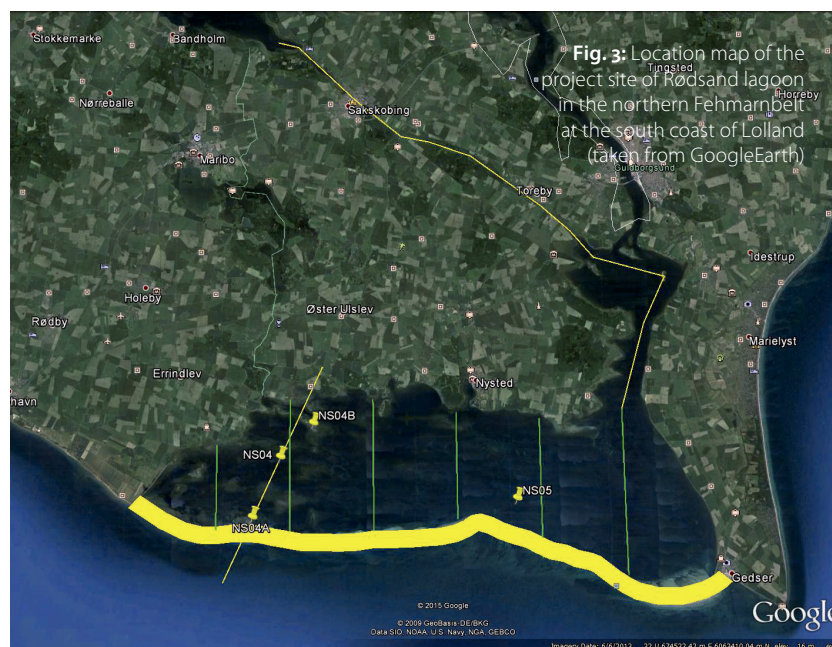 Fig. 3: Location map of the
project site of Rødsand lagoon
in the northern Fehmarnbelt
at the south coast of Lolland
(taken from GoogleEarth)
Stokkemarke
Bandholm
Tingsted
Nørreballe
Horreby
Sakskobing
Maribo
Guldborgsund
Toreby
Idestrup
Holeby
Øster Ulslev
Rødby
Marielyst
Errindlev
Nysted
havn
NS04B
NS04
NS05
NS04A
Gedser
© 2015 Google
© 2009 GeoBasis-DE/BKG
Data SIO, NOAA, U.S. Navy, NGA, GEBCO
Google